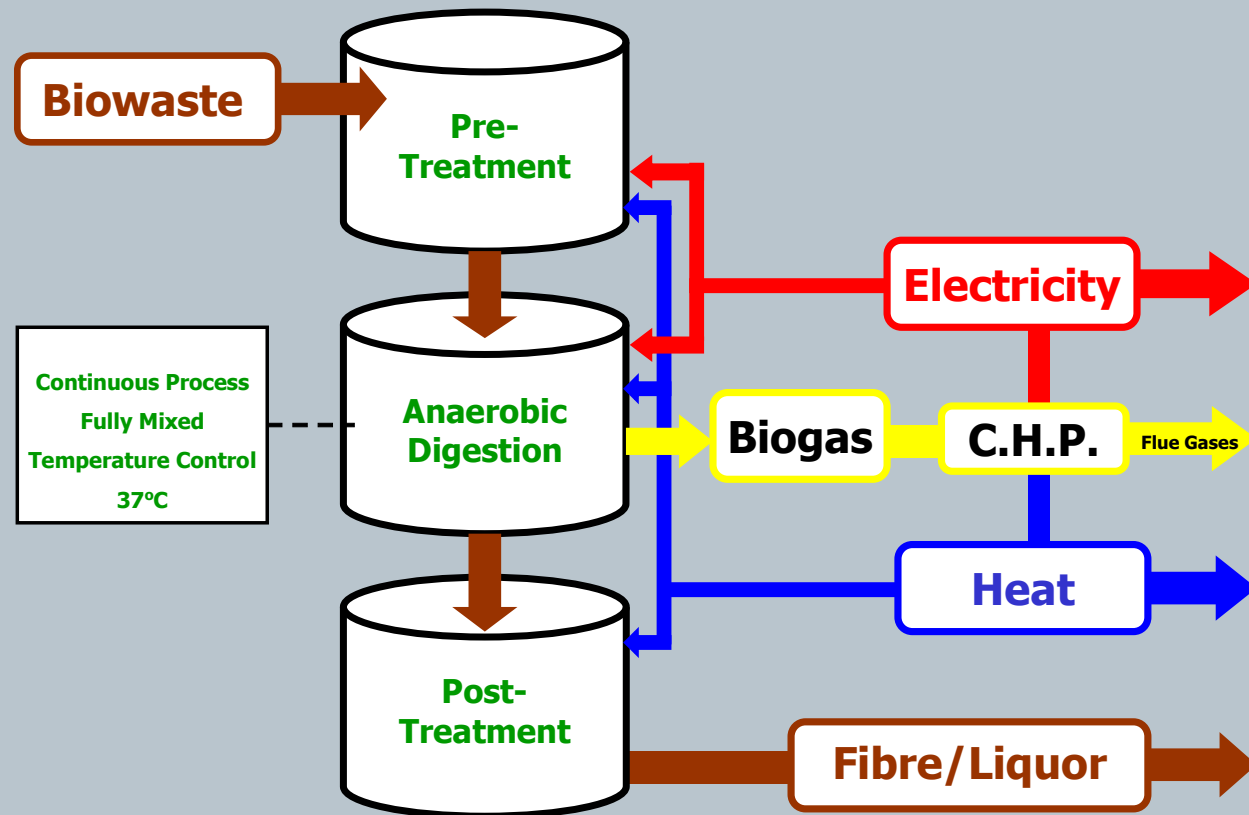 Biowaste
Pre-
Treatment
Electricity
Continuous Process
Fully Mixed
Temperature Control
37ºC
Anaerobic
Digestion
Biogas
C.H.P.
Flue Gases
Heat
Post-
Treatment
Fibre/Liquor